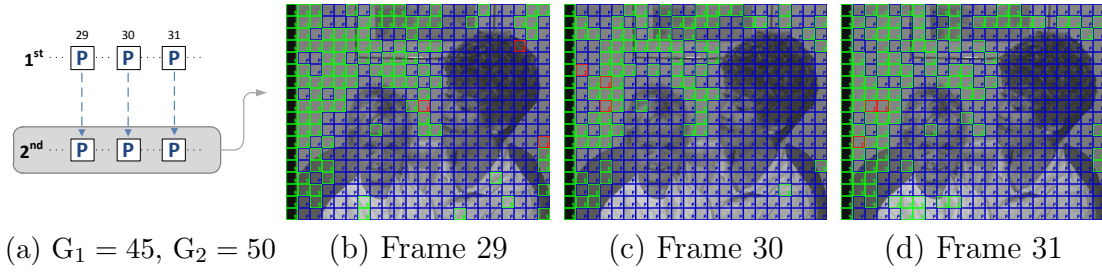 29 30 31
1st ··· P ··· P ··· P ···
2nd ··· P ··· P ··· P ···
(a) G₁ = 45, G₂ = 50 (b) Frame 29 (c) Frame 30 (d) Frame 31